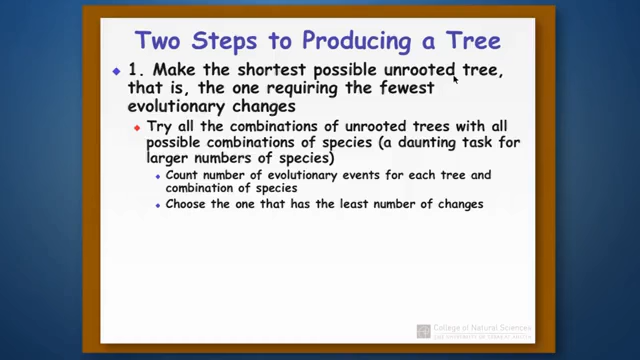 Two Steps to Producing a Tree
1. Make the shortest possible unrooted tree,
that is, the one requiring the fewest
evolutionary changes
Try all the combinations of unrooted trees with all
possible combinations of species (a daunting task for
larger numbers of species)
Count number of evolutionary events for each tree and
combination of species
Choose the one that has the least number of changes
College of Natural Sciences
THE UNIVERSITY OF TEXAS AT AUSTIN